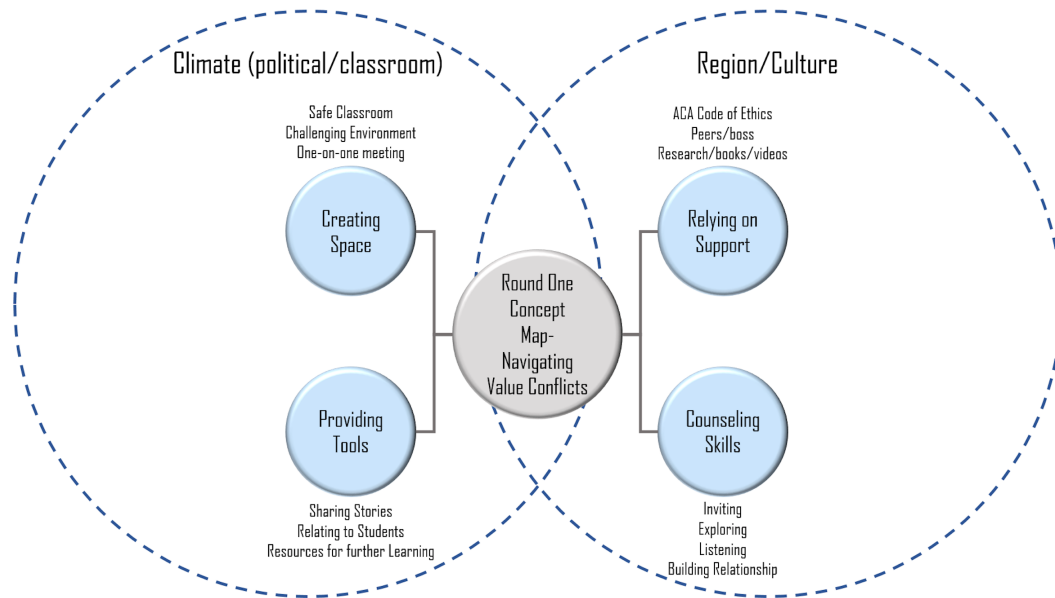 Climate (political/classroom)
Region/Culture
Safe Classroom
Challenging Environment
One-on-one meeting
ACA Code of Ethics
Peers/boss
Research/books/videos
Creating
Space
Relying on
Support
Round One
Concept
Map-
Navigating
Value Conflicts
Providing
Tools
Counseling
Skills
Sharing Stories
Relating to Students
Resources for further Learning
Inviting
Exploring
Listening
Building Relationship